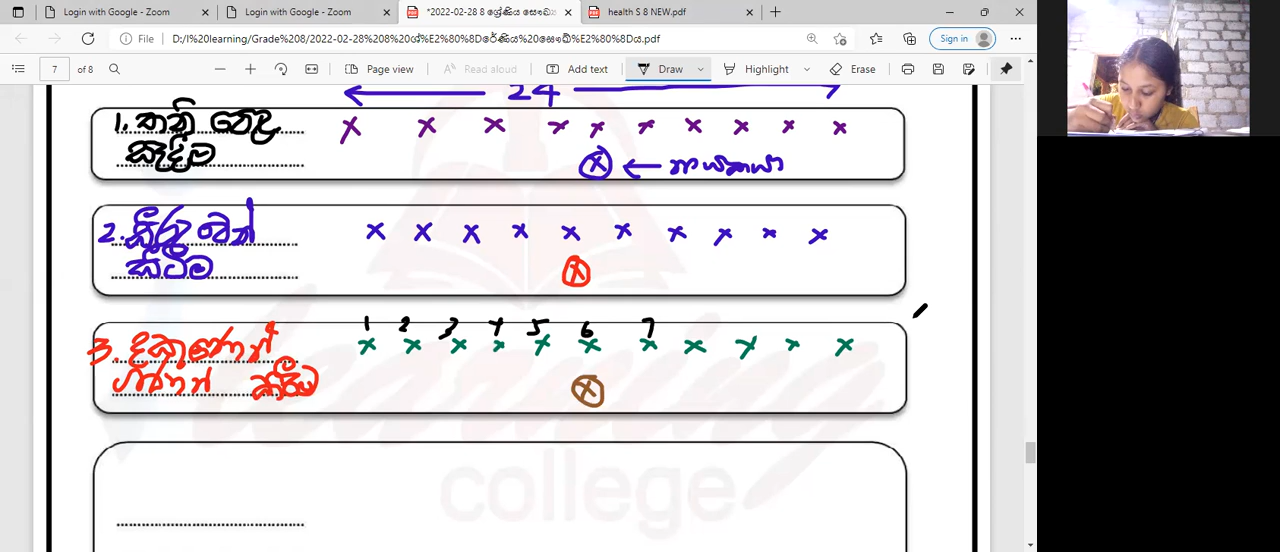 Login with Google - Zoom
Login with Google - Zoom
*2022-02-28 8 ශ්‍රේණිය සෞඛ්‍ය
health S 8 NEW.pdf
File
D:/I%20learning/Grade%208/2022-02-28%208%20ශ්%E2%80%8Dරේණිය%20සෞඛ්%E2%80%8Dය.pdf
Sign in
7 of 8
Page view
Read aloud
Add text
Draw
Highlight
Erase
24
1. තනි පෙළ
සෑදීම
නායකයා
2. කීරුවෙන්
සිටීම
1 2 3 4 5 6 7
3. දකුණෙන්
ගිණන් කිරීම
learning
college